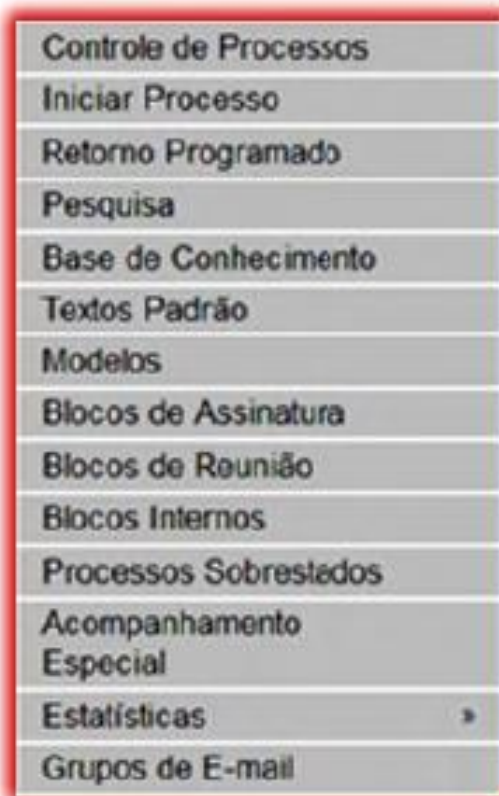 Controle de Processos
Iniciar Processo
Retorno Programado
Pesquisa
Base de Conhecimento
Textos Padrão
Modelos
Blocos de Assinatura
Blocos de Reunião
Blocos Internos
Processos Sobrestados
Acompanhamento
Especial
Estatísticas »
Grupos de E-mail